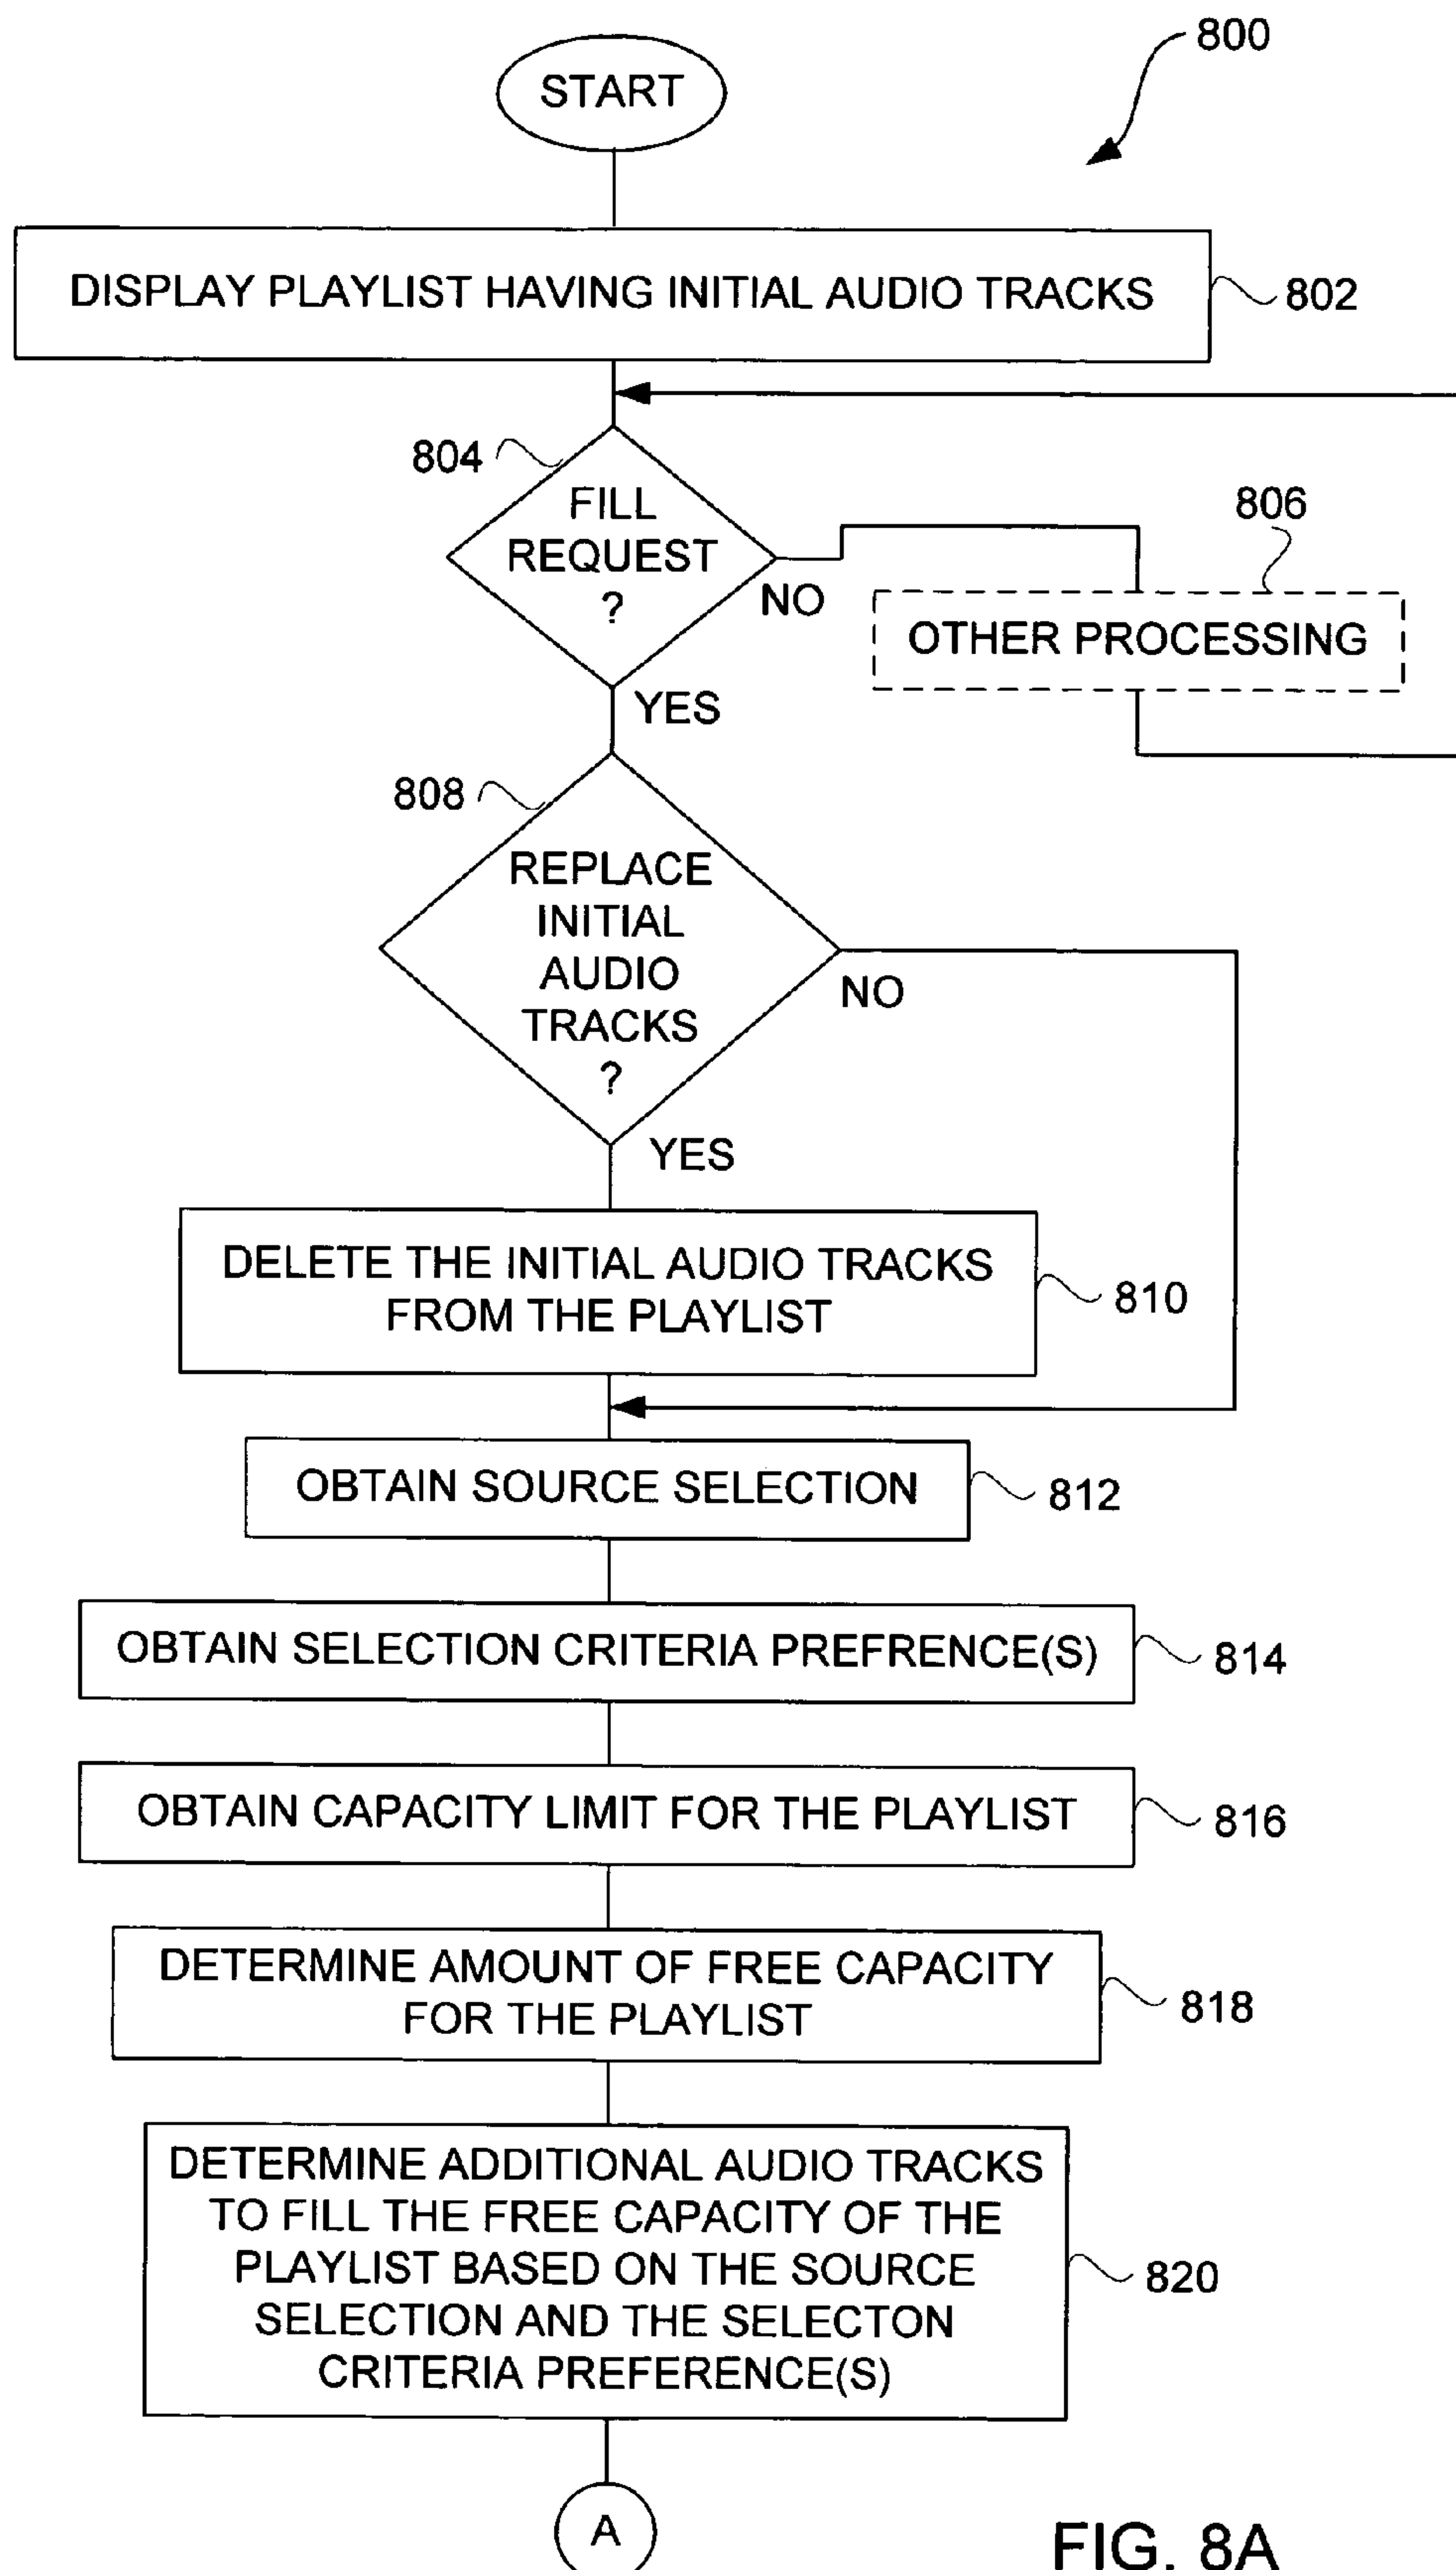 800
START
DISPLAY PLAYLIST HAVING INITIAL AUDIO TRACKS
802
804
FILL
REQUEST
?
NO
806
OTHER PROCESSING
YES
808
REPLACE
INITIAL
AUDIO
TRACKS
?
NO
YES
DELETE THE INITIAL AUDIO TRACKS
FROM THE PLAYLIST
810
OBTAIN SOURCE SELECTION
812
OBTAIN SELECTION CRITERIA PREFRENCE(S)
814
OBTAIN CAPACITY LIMIT FOR THE PLAYLIST
816
DETERMINE AMOUNT OF FREE CAPACITY
FOR THE PLAYLIST
818
DETERMINE ADDITIONAL AUDIO TRACKS
TO FILL THE FREE CAPACITY OF THE
PLAYLIST BASED ON THE SOURCE
SELECTION AND THE SELECTON
CRITERIA PREFERENCE(S)
820
A
FIG. 8A